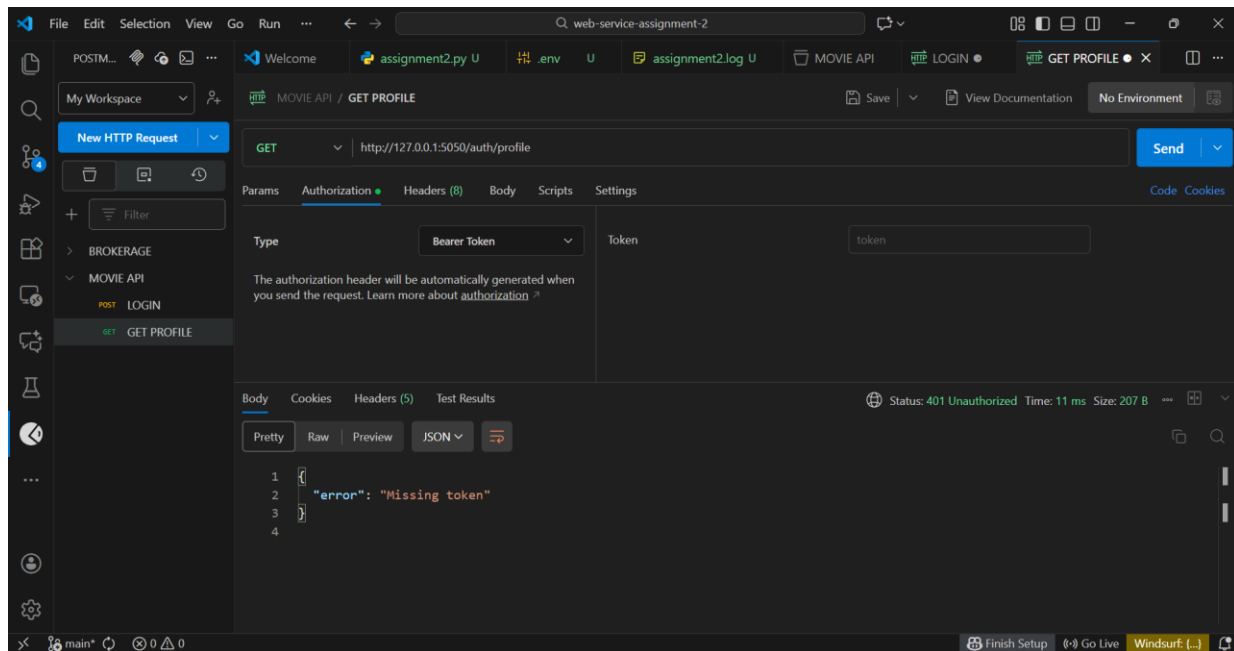 File Edit Selection View Go Run ··· web-service-assignment-2
POSTM... ··· Welcome assignment2.py U .env U assignment2.log U MOVIE API HTTP LOGIN HTTP GET PROFILE
My Workspace HTTP MOVIE API / GET PROFILE Save View Documentation No Environment
New HTTP Request GET http://127.0.0.1:5050/auth/profile Send
Params Authorization Headers (8) Body Scripts Settings Code Cookies
Filter
Type Bearer Token Token token
BROKERAGE
MOVIE API
The authorization header will be automatically generated when
you send the request. Learn more about authorization
POST LOGIN
GET GET PROFILE
4
Body Cookies Headers (5) Test Results Status: 401 Unauthorized Time: 11 ms Size: 207 B
Pretty Raw Preview JSON
1 {
2 "error": "Missing token"
3 }
4
main* 0 0 Finish Setup Go Live Windsurf: {...}